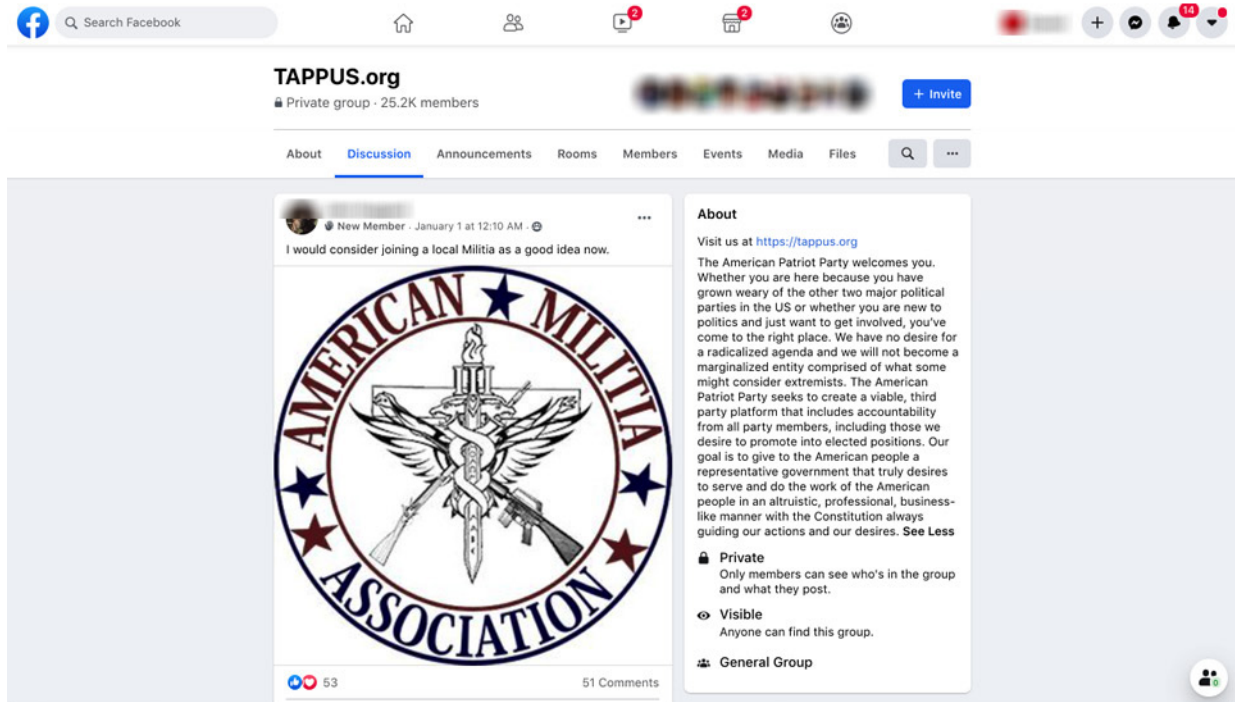 Search Facebook
2
2
14
TAPPUS.org
Private group · 25.2K members
+ Invite
About
Discussion
Announcements
Rooms
Members
Events
Media
Files
New Member · January 1 at 12:10 AM ·
I would consider joining a local Militia as a good idea now.
AMERICAN MILITIA
ASSOCIATION
53
51 Comments
About
Visit us at https://tappus.org
The American Patriot Party welcomes you.
Whether you are here because you have
grown weary of the other two major political
parties in the US or whether you are new to
politics and just want to get involved, you've
come to the right place. We have no desire for
a radicalized agenda and we will not become a
marginalized entity comprised of what some
might consider extremists. The American
Patriot Party seeks to create a viable, third
party platform that includes accountability
from all party members, including those we
desire to promote into elected positions. Our
goal is to give to the American people a
representative government that truly desires
to serve and do the work of the American
people in an altruistic, professional, business-
like manner with the Constitution always
guiding our actions and our desires. See Less
Private
Only members can see who's in the group
and what they post.
Visible
Anyone can find this group.
General Group
0